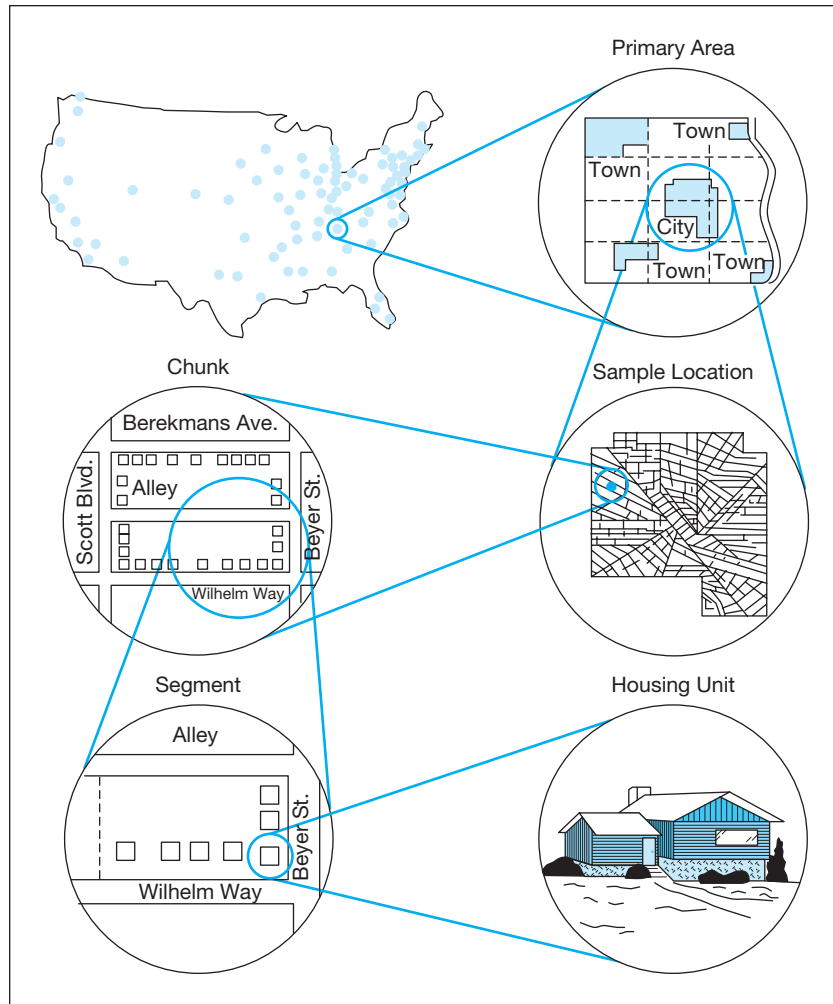 Primary Area
Town
Town
City
Town
Town
Chunk
Sample Location
Berekmans Ave.
Scott Blvd.
Alley
Beyer St.
Wilhelm Way
Segment
Housing Unit
Alley
Beyer St.
Wilhelm Way